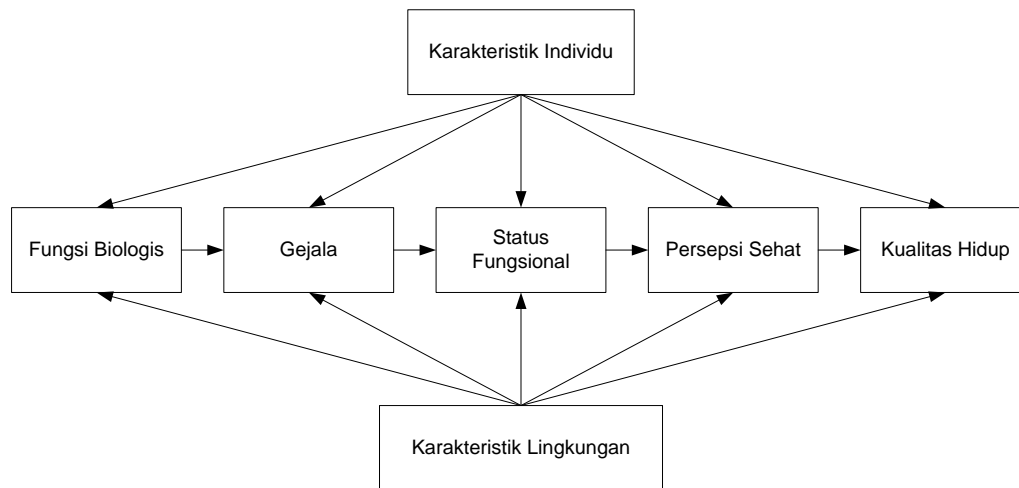 Karakteristik Individu
Fungsi Biologis
Gejala
Status
Fungsional
Persepsi Sehat
Kualitas Hidup
Karakteristik Lingkungan